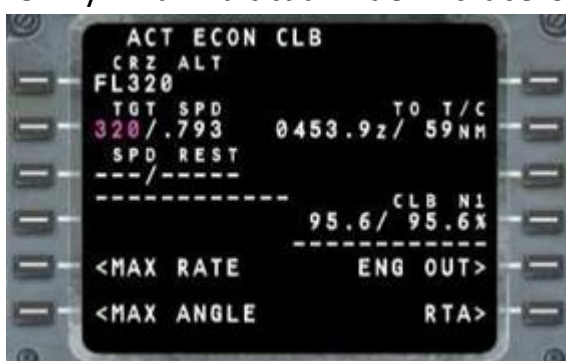 ACT ECON CLB
CRZ ALT
FL320
TGT SPD TO T/C
320/.793 0453.9z/ 59NM
SPD REST
---/-----
------------
CLB N1
95.6/ 95.6%
------------
<MAX RATE ENG OUT>
<MAX ANGLE RTA>